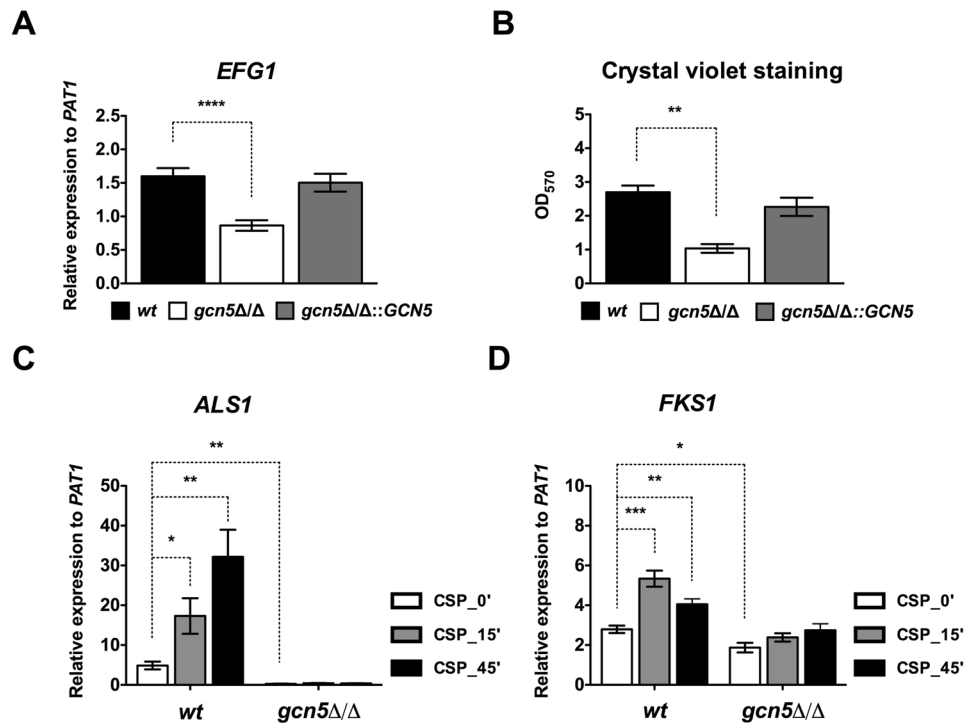 A
EFG1
Relative expression to PAT1
2.5
2.0
1.5
1.0
0.5
0.0
****
wt gcn5Δ/Δ gcn5Δ/Δ::GCN5
B
Crystal violet staining
OD570
5
4
3
2
1
0
**
wt gcn5Δ/Δ gcn5Δ/Δ::GCN5
C
ALS1
Relative expression to PAT1
50
40
30
20
10
0
**
**
*
wt gcn5Δ/Δ
CSP_0'
CSP_15'
CSP_45'
D
FKS1
Relative expression to PAT1
10
8
6
4
2
0
*
**
***
wt gcn5Δ/Δ
CSP_0'
CSP_15'
CSP_45'